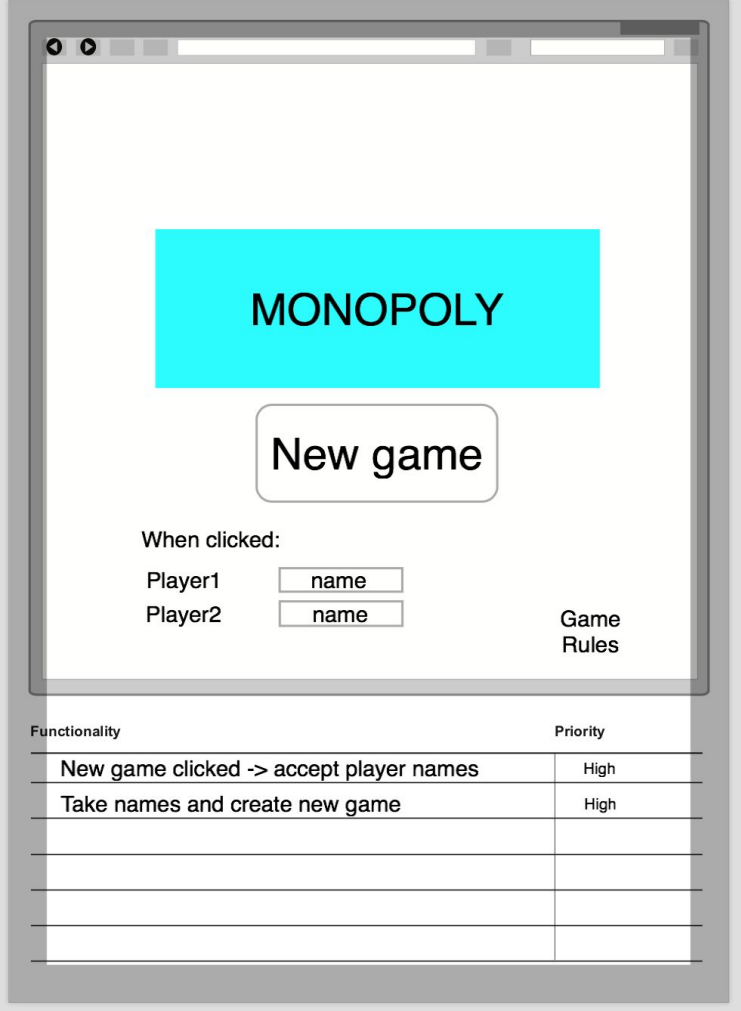 MONOPOLY
New game
When clicked:
Player1 name
Player2 name
Game
Rules
Functionality Priority
New game clicked -> accept player names High
Take names and create new game High